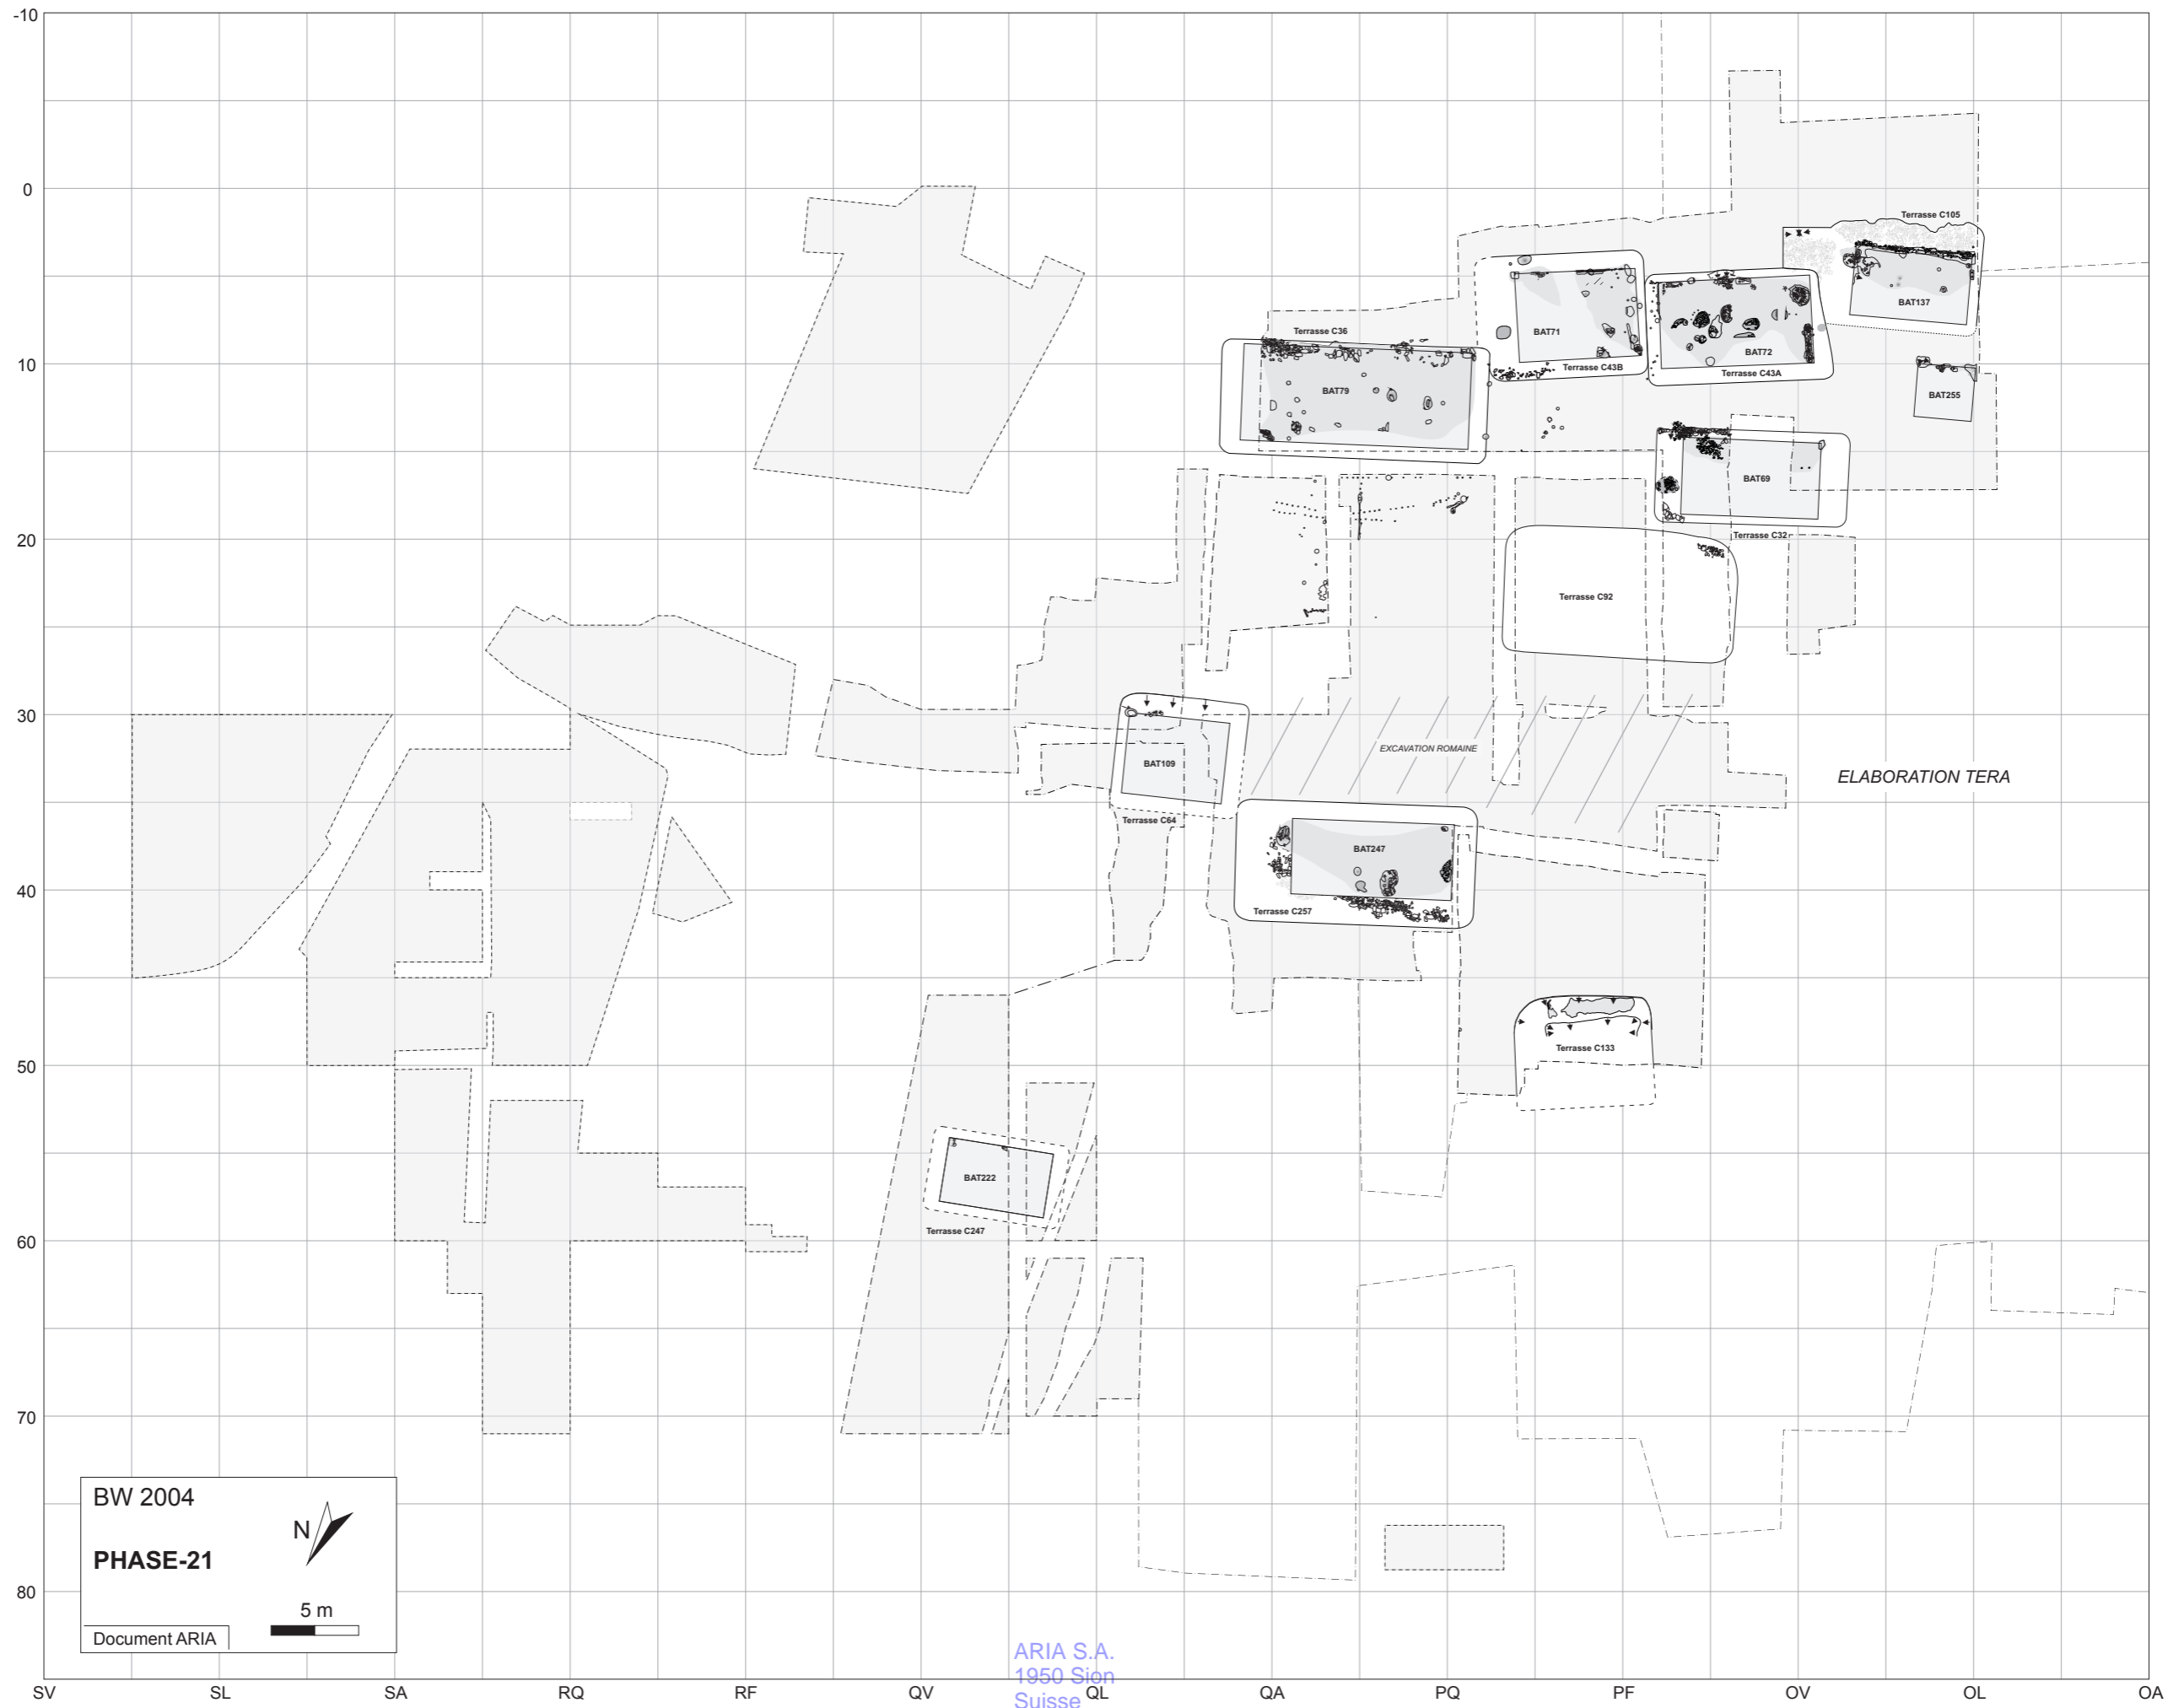 -10
0
10
20
30
40
50
60
70
80
Terrasse C105
BAT137
BAT71
Terrasse C36
BAT72
Terrasse C43B
Terrasse C43A
BAT79
BAT255
BAT69
Terrasse C32
Terrasse C92
EXCAVATION ROMAINE
BAT109
ELABORATION TERA
Terrasse C64
BAT247
Terrasse C257
Terrasse C133
BAT222
Terrasse C247
BW 2004
N
PHASE-21
5 m
Document ARIA
ARIA S.A.
1950 Sion
Suisse
SV SL SA RQ RF QV QL QA PQ PF OV OL OA